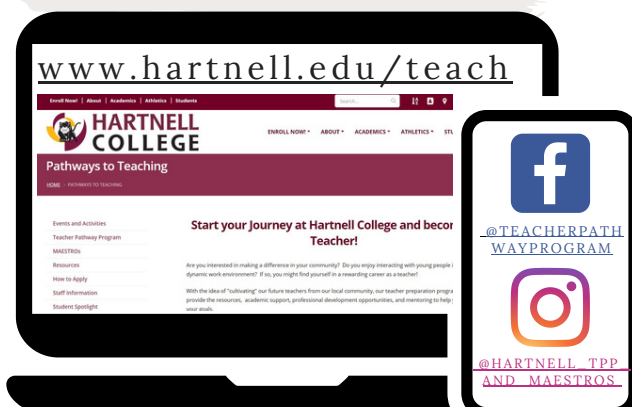 www.hartnell.edu/teach
Enroll Now! | About | Academics | Athletics | Students
Search...
HARTNELL
COLLEGE
ENROLL NOW! ABOUT ACADEMICS ATHLETICS
Pathways to Teaching
HOME PATHWAYS TO TEACHING
Events and Activities
Teacher Pathway Program
MAESTROs
Resources
How to Apply
Staff Information
Student Spotlight
Start your Journey at Hartnell College and
Teacher!
Are you interested in making a difference in your community? Do you enjoy interacting with young people
dynamic work environment? If so, you might find yourself in a rewarding career as a teacher!
With the idea of "cultivating" our future teachers from our local community, our teacher preparation
provide the resources, academic support, professional development opportunities, and mentoring to help
your goals.
@TEACHERPATH
WAYPROGRAM
@HARTNELL_TPP_
AND_MAESTROS